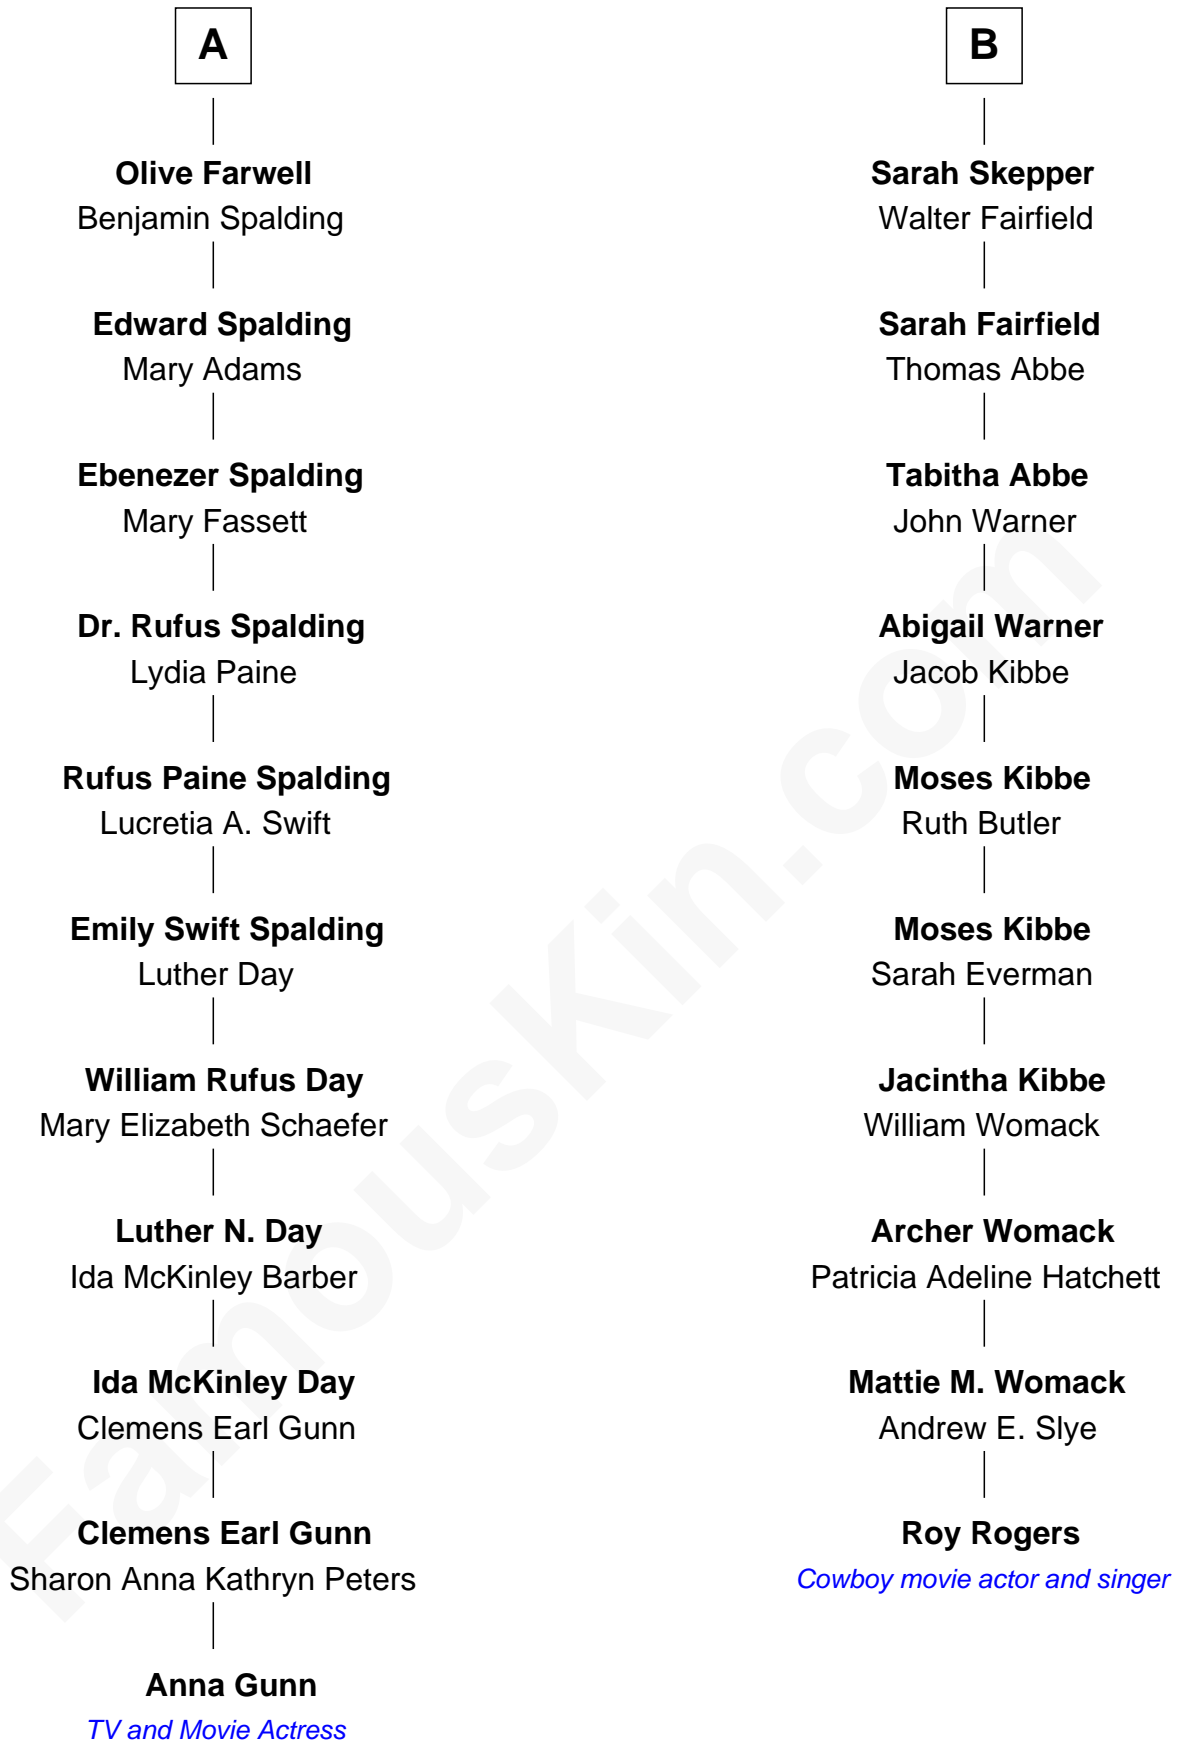 A
Olive Farwell
Benjamin Spalding
Edward Spalding
Mary Adams
Ebenezer Spalding
Mary Fassett
Dr. Rufus Spalding
Lydia Paine
Rufus Paine Spalding
Lucretia A. Swift
Emily Swift Spalding
Luther Day
William Rufus Day
Mary Elizabeth Schaefer
Luther N. Day
Ida McKinley Barber
Ida McKinley Day
Clemens Earl Gunn
Clemens Earl Gunn
Sharon Anna Kathryn Peters
Anna Gunn
TV and Movie Actress
B
Sarah Skepper
Walter Fairfield
Sarah Fairfield
Thomas Abbe
Tabitha Abbe
John Warner
Abigail Warner
Jacob Kibbe
Moses Kibbe
Ruth Butler
Moses Kibbe
Sarah Everman
Jacintha Kibbe
William Womack
Archer Womack
Patricia Adeline Hatchett
Mattie M. Womack
Andrew E. Slye
Roy Rogers
Cowboy movie actor and singer
FamousKin.com